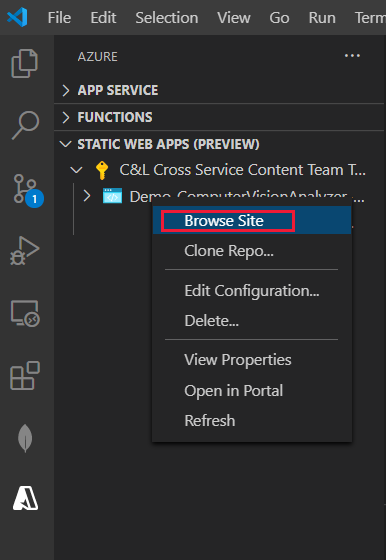 File Edit Selection View Go Run Term
AZURE
APP SERVICE
FUNCTIONS
STATIC WEB APPS (PREVIEW)
C&L Cross Service Content Team T...
Demo-ComputerVisionAnalyzer ...
1
Browse Site
Clone Repo...
Edit Configuration...
Delete...
View Properties
Open in Portal
Refresh